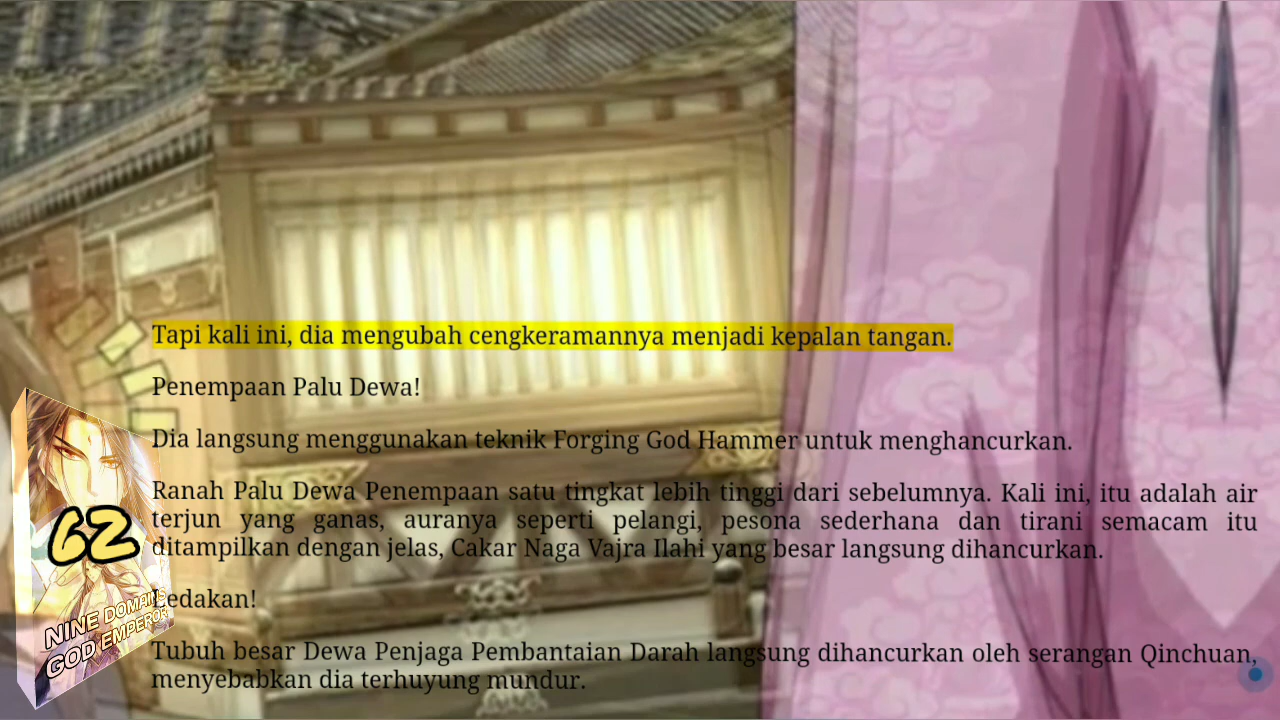 Tapi kali ini, dia mengubah cengkeramannya menjadi kepalan tangan.
Penempaan Palu Dewa!
Dia langsung menggunakan teknik Forging God Hammer untuk menghancurkan.
Ranah Palu Dewa Penempaan satu tingkat lebih tinggi dari sebelumnya. Kali ini, itu adalah air
terjun yang ganas, auranya seperti pelangi, pesona sederhana dan tirani semacam itu
ditampilkan dengan jelas, Cakar Naga Vajra Ilahi yang besar langsung dihancurkan.
Ledakan!
Tubuh besar Dewa Penjaga Pembantaian Darah langsung dihancurkan oleh serangan Qinchuan,
menyebabkan dia terhuyung mundur.
62
NINE DOMAINS
GOD EMPEROR